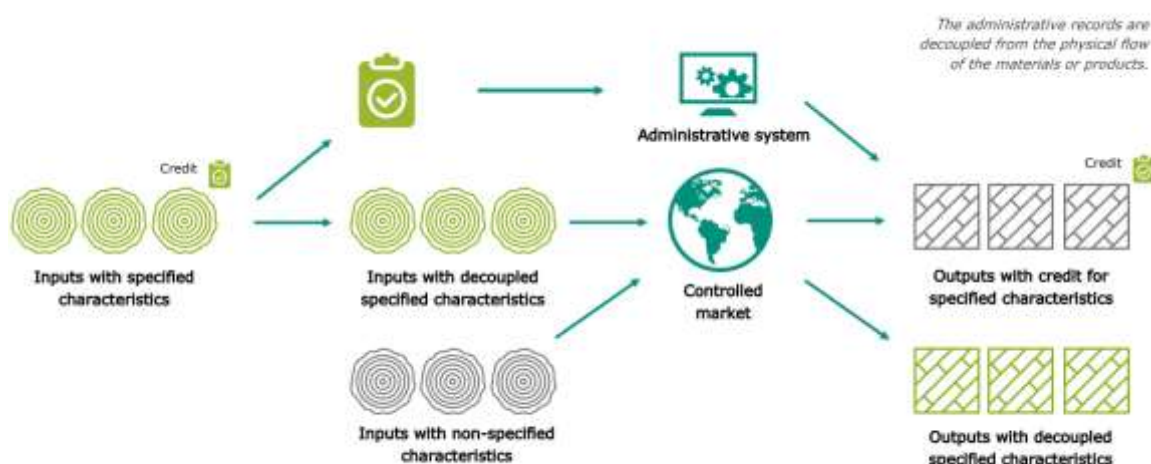 The administrative records are
decoupled from the physical flow
of the materials or products.
Administrative system
Credit
Credit
Inputs with specified
characteristics
Inputs with decoupled
specified characteristics
Controlled
market
Outputs with credit for
specified characteristics
Inputs with non-specified
characteristics
Outputs with decoupled
specified characteristics